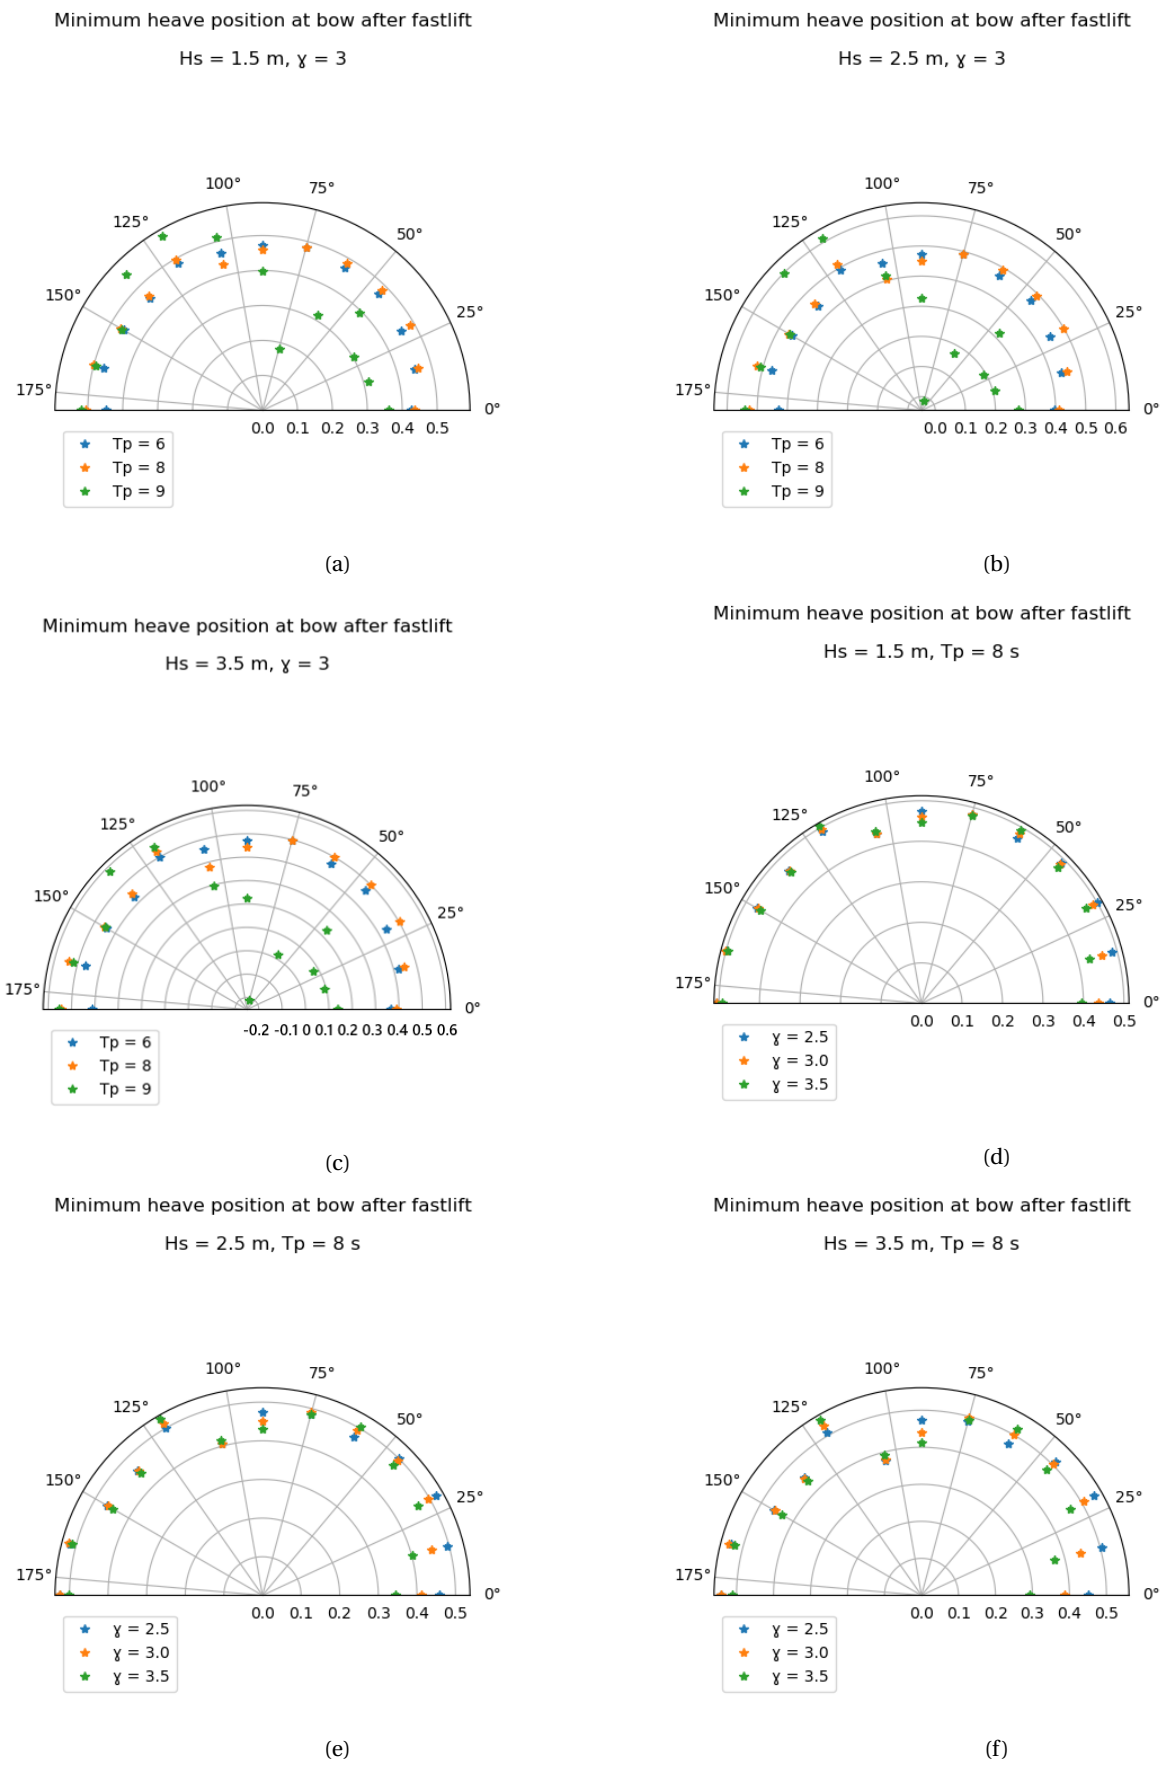 Minimum heave position at bow after fastlift
Hs = 1.5 m, ɣ = 3
100°
75°
125°
50°
150°
25°
175°
0°
0.0 0.1 0.2 0.3 0.4 0.5
Tp = 6
Tp = 8
Tp = 9
(a)
Minimum heave position at bow after fastlift
Hs = 2.5 m, ɣ = 3
100°
75°
125°
50°
150°
25°
175°
0°
0.0 0.1 0.2 0.3 0.4 0.5 0.6
Tp = 6
Tp = 8
Tp = 9
(b)
Minimum heave position at bow after fastlift
Hs = 3.5 m, ɣ = 3
100°
75°
125°
50°
150°
25°
175°
0°
-0.2 -0.1 0 0.1 0.2 0.3 0.4 0.5 0.6
Tp = 6
Tp = 8
Tp = 9
(c)
Minimum heave position at bow after fastlift
Hs = 1.5 m, Tp = 8 s
100°
75°
125°
50°
150°
25°
175°
0°
0.0 0.1 0.2 0.3 0.4 0.5
ɣ = 2.5
ɣ = 3.0
ɣ = 3.5
(d)
Minimum heave position at bow after fastlift
Hs = 2.5 m, Tp = 8 s
100°
75°
125°
50°
150°
25°
175°
0°
0.0 0.1 0.2 0.3 0.4 0.5
ɣ = 2.5
ɣ = 3.0
ɣ = 3.5
(e)
Minimum heave position at bow after fastlift
Hs = 3.5 m, Tp = 8 s
100°
75°
125°
50°
150°
25°
175°
0°
0.0 0.1 0.2 0.3 0.4 0.5
ɣ = 2.5
ɣ = 3.0
ɣ = 3.5
(f)